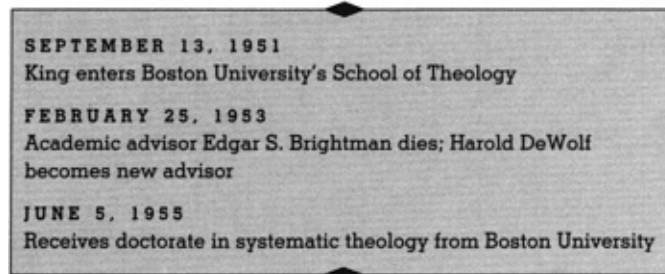 SEPTEMBER 13, 1951
King enters Boston University's School of Theology
FEBRUARY 25, 1953
Academic advisor Edgar S. Brightman dies; Harold DeWolf
becomes new advisor
JUNE 5, 1955
Receives doctorate in systematic theology from Boston University